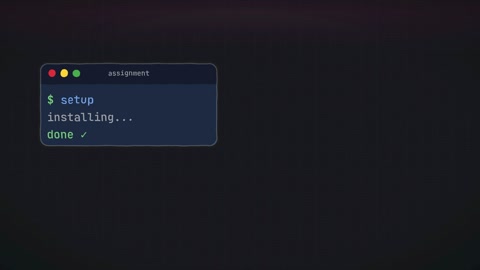 assignment
$ setup
installing...
done ✓